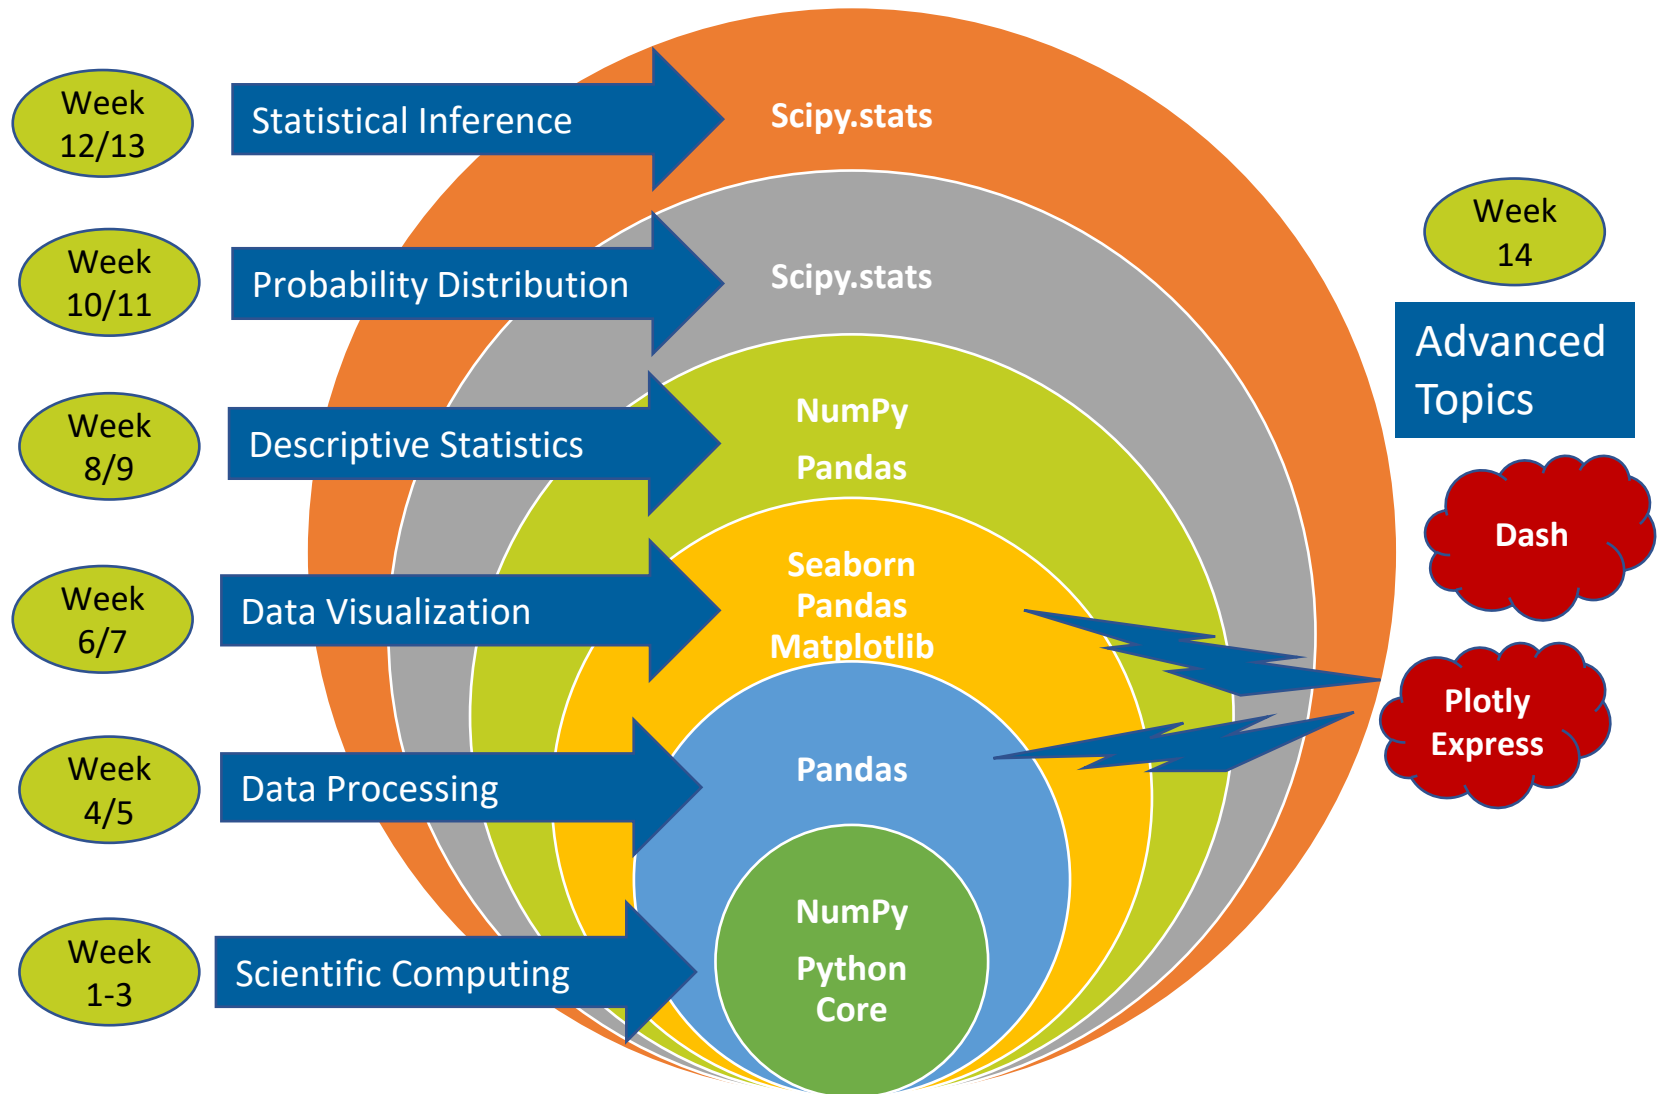 Week
12/13
Statistical Inference
Scipy.stats
Week
10/11
Probability Distribution
Scipy.stats
Week
8/9
Descriptive Statistics
NumPy
Pandas
Week
6/7
Data Visualization
Seaborn
Pandas
Matplotlib
Week
4/5
Data Processing
Pandas
Week
1-3
Scientific Computing
NumPy
Python
Core
Week
14
Advanced
Topics
Dash
Plotly
Express